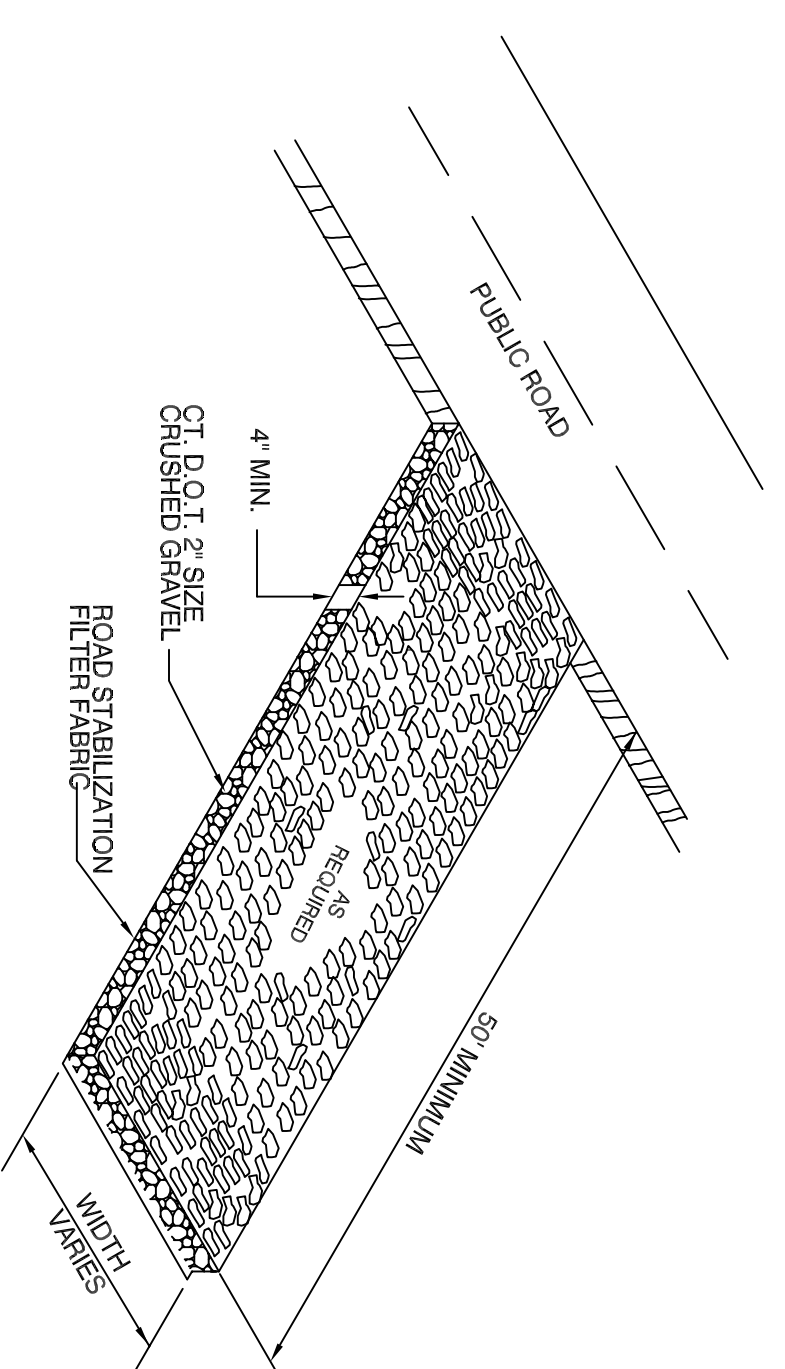 PUBLIC ROAD
4" MIN.
CT. D.O.T. 2" SIZE
CRUSHED GRAVEL
ROAD STABILIZATION
FILTER FABRIC
AS
REQUIRED
50' MINIMUM
WIDTH
VARIES